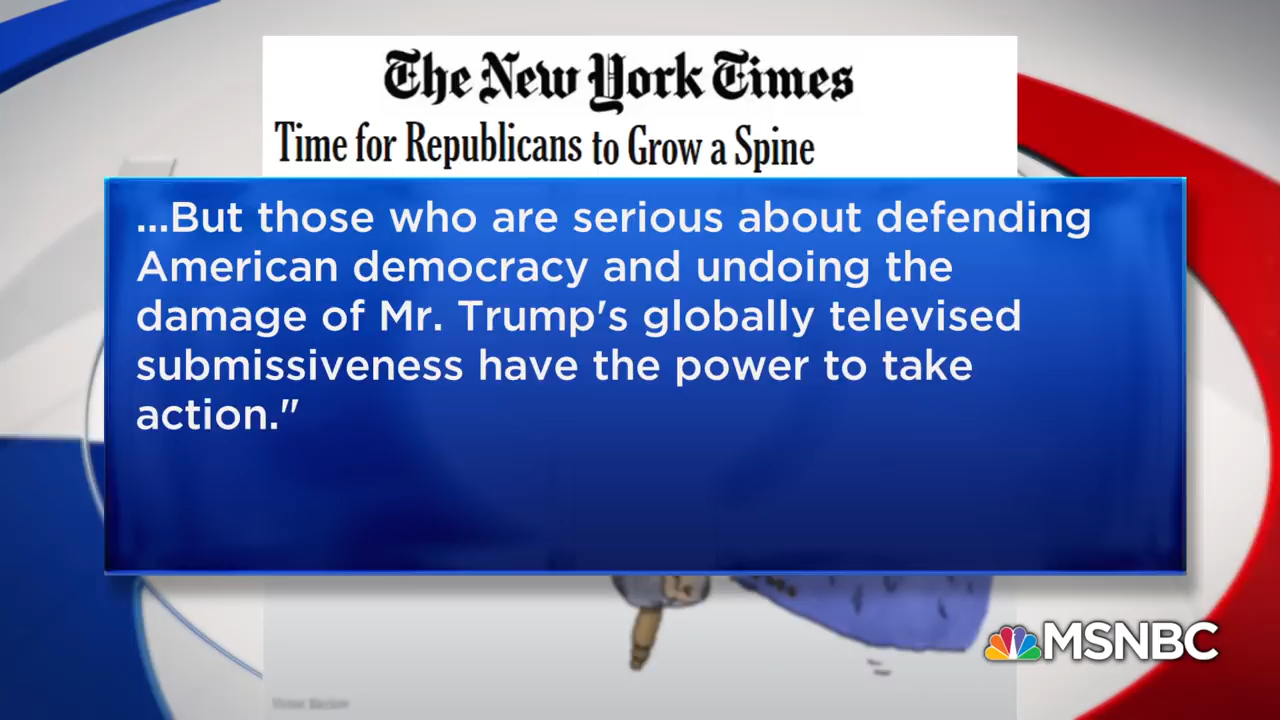 The New York Times
Time for Republicans to Grow a Spine
...But those who are serious about defending
American democracy and undoing the
damage of Mr. Trump's globally televised
submissiveness have the power to take
action."
MSNBC